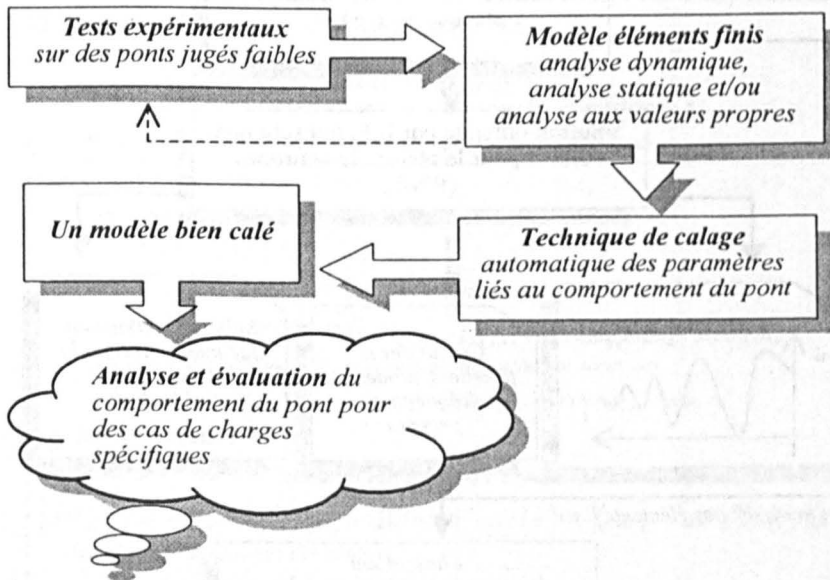 Tests expérimentaux
sur des ponts jugés faibles
Modèle éléments finis
analyse dynamique,
analyse statique et/ou
analyse aux valeurs propres
Un modèle bien calé
Technique de calage
automatique des paramètres
liés au comportement du pont
Analyse et évaluation du
comportement du pont pour
des cas de charges
spécifiques